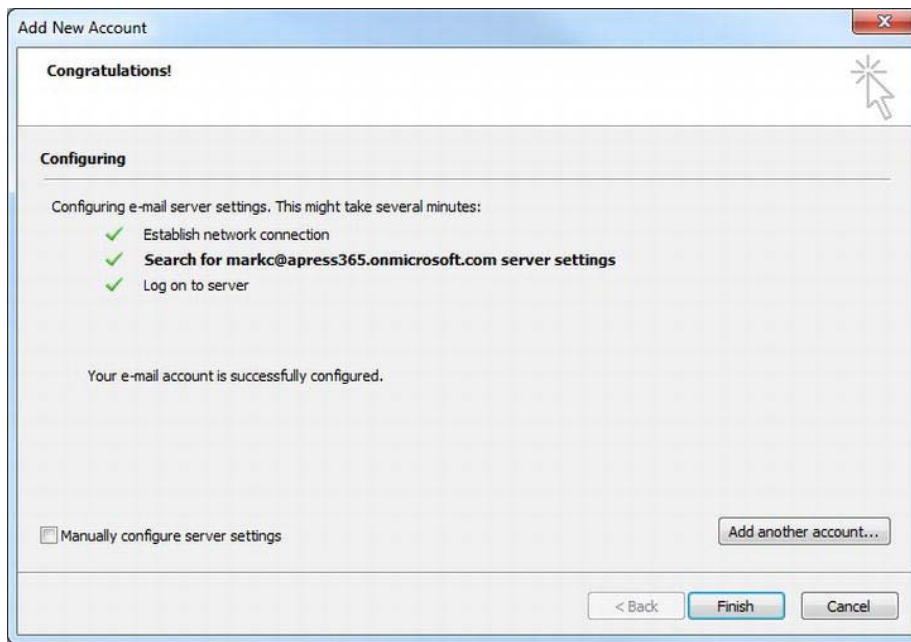 Add New Account
Congratulations!
Configuring
Configuring e-mail server settings. This might take several minutes:
Establish network connection
Search for markc@apress365.onmicrosoft.com server settings
Log on to server
Your e-mail account is successfully configured.
Manually configure server settings
Add another account...
< Back Finish Cancel